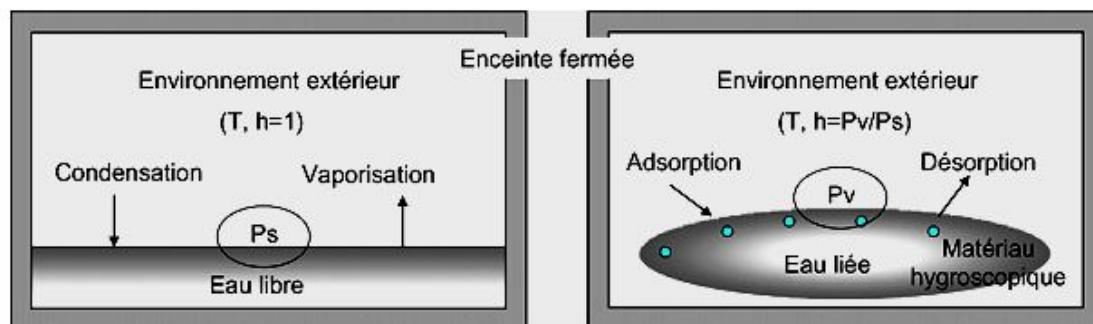 Enceinte fermée
Environnement extérieur
(T, h=1)
Condensation
Vaporisation
Ps
Eau libre
Environnement extérieur
(T, h=Pv/Ps)
Adsorption
Désorption
Pv
Eau liée
Matériau
hygroscopique